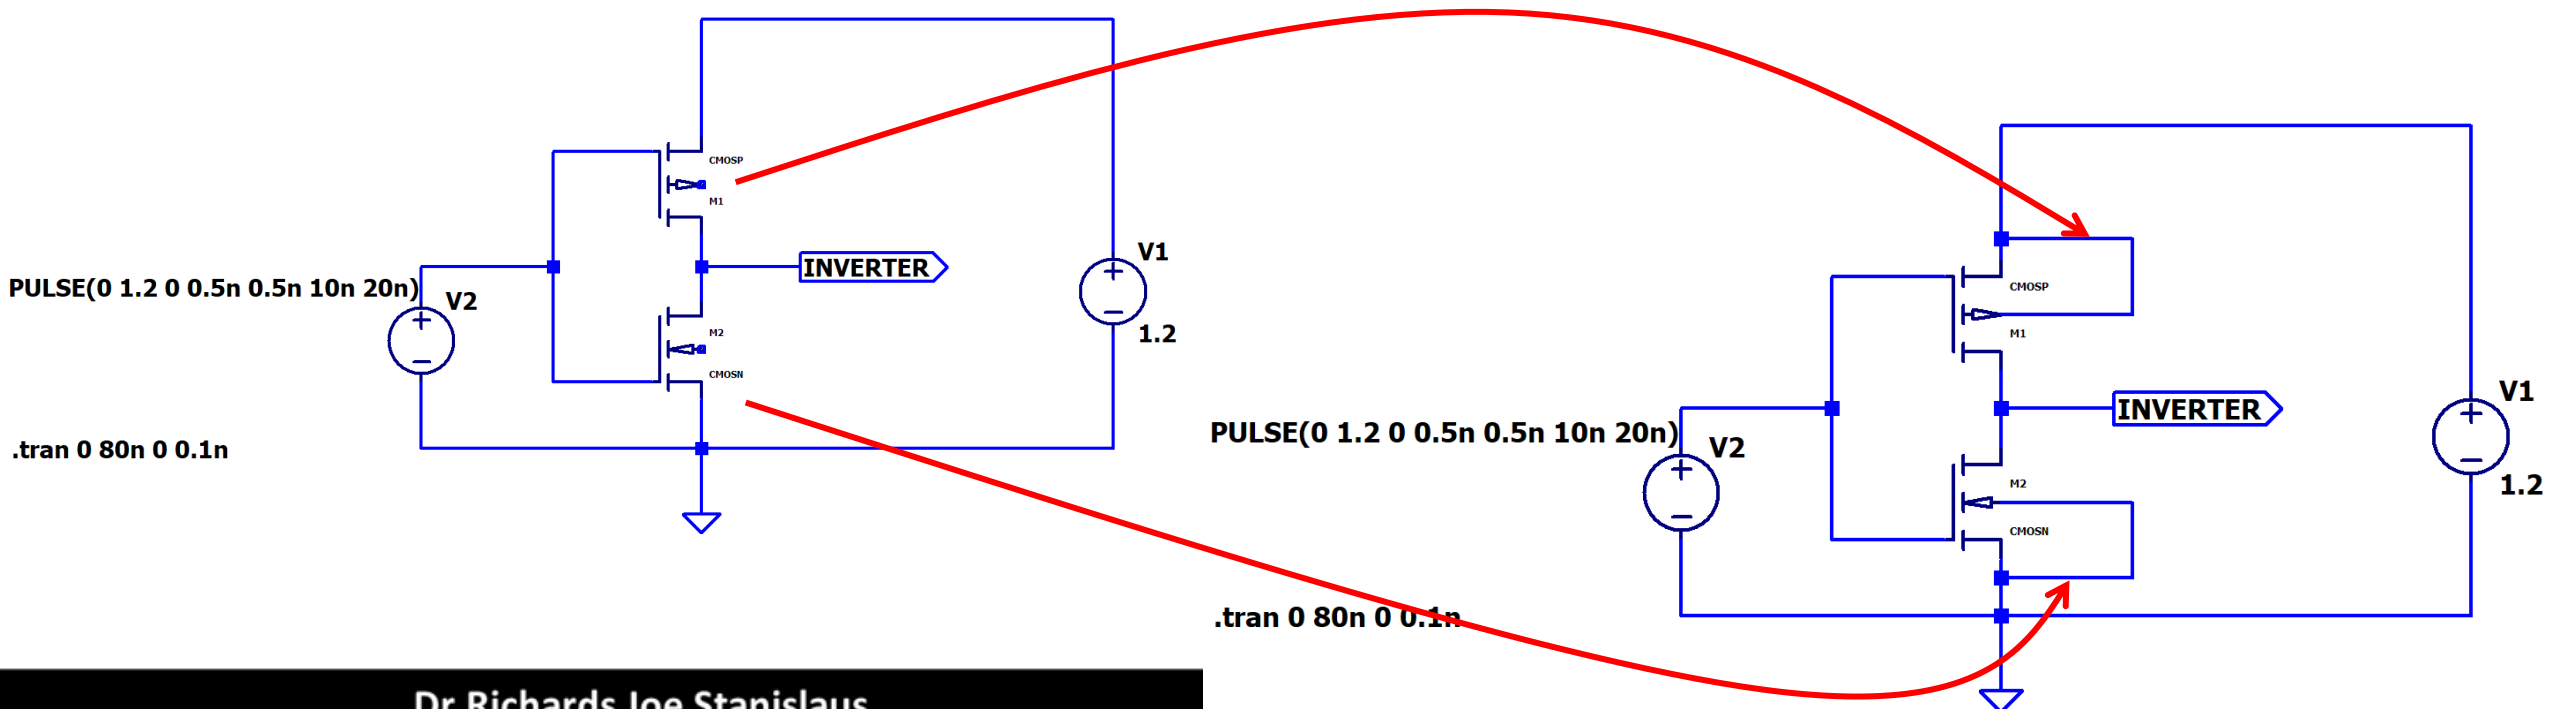 CMOSP
M1
INVERTER
V1
PULSE(0 1.2 0 0.5n 0.5n 10n 20n)
V2
M2
1.2
CMOSN
.tran 0 80n 0 0.1n
CMOSP
M1
V1
INVERTER
PULSE(0 1.2 0 0.5n 0.5n 10n 20n)
V2
M2
1.2
CMOSN
.tran 0 80n 0 0.1n
Dr Richards Joe Stanislaus